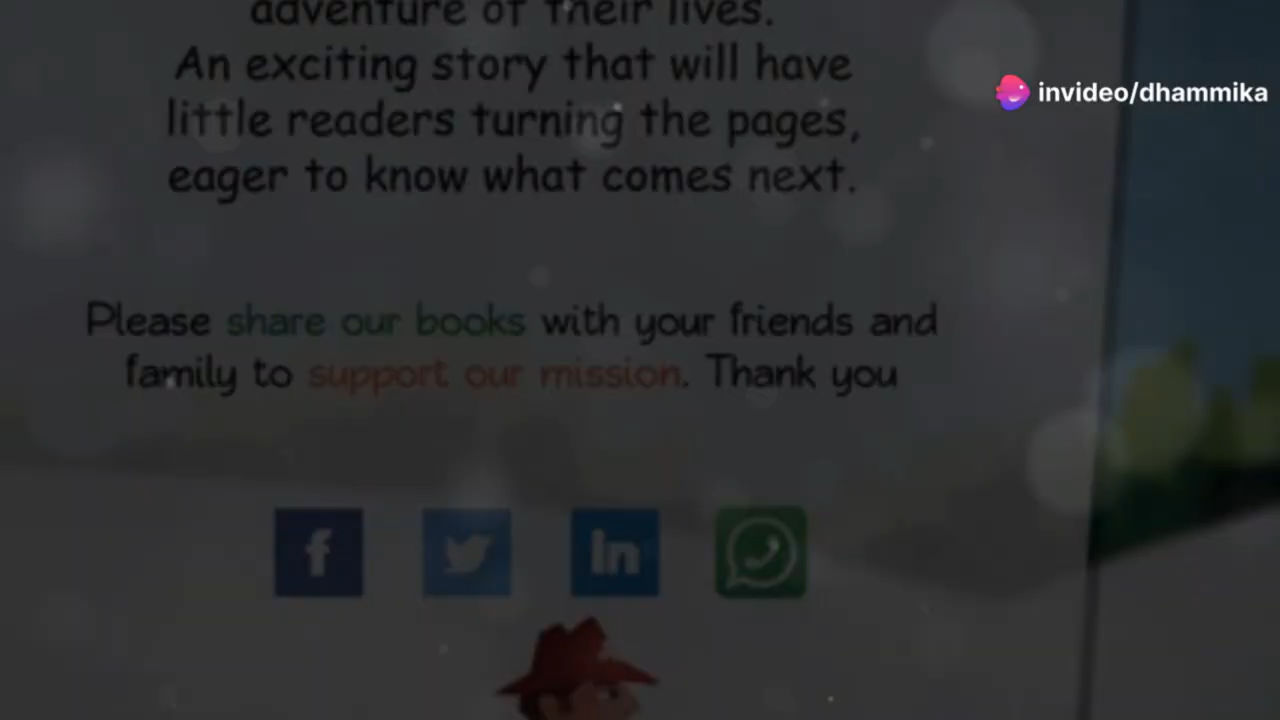 adventure of their lives.
An exciting story that will have
little readers turning the pages,
eager to know what comes next.
invideo/dhammika
Please share our books with your friends and
family to support our mission. Thank you
f
in